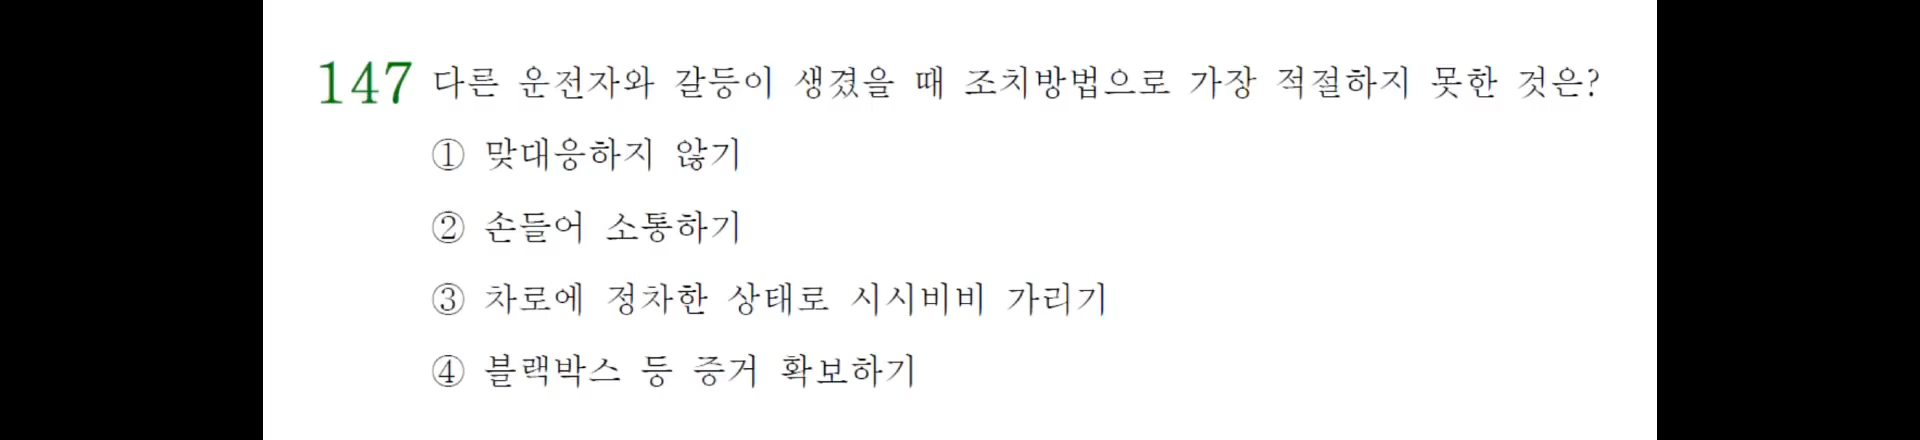 147 다른 운전자와 갈등이 생겼을 때 조치방법으로 가장 적절하지 못한 것은?
① 맞대응하지 않기
② 손들어 소통하기
③ 차로에 정차한 상태로 시시비비 가리기
④ 블랙박스 등 증거 확보하기